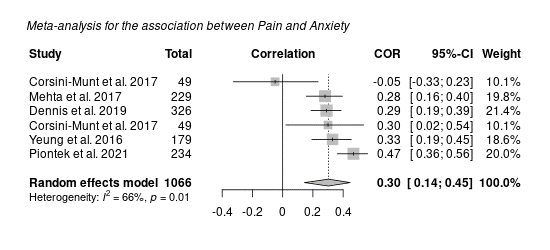 Meta-analysis for the association between Pain and Anxiety
Study Total Correlation COR 95%-CI Weight
Corsini-Munt et al. 2017 49 -0.05 [-0.33; 0.23] 10.1%
Mehta et al. 2017 229 0.28 [ 0.16; 0.40] 19.8%
Dennis et al. 2019 326 0.29 [ 0.19; 0.39] 21.4%
Corsini-Munt et al. 2017 49 0.30 [ 0.02; 0.54] 10.1%
Yeung et al. 2016 179 0.33 [ 0.19; 0.45] 18.6%
Piontek et al. 2021 234 0.47 [ 0.36; 0.56] 20.0%
Random effects model 1066 0.30 [ 0.14; 0.45] 100.0%
Heterogeneity: I² = 66%, p = 0.01
-0.4 -0.2 0 0.2 0.4